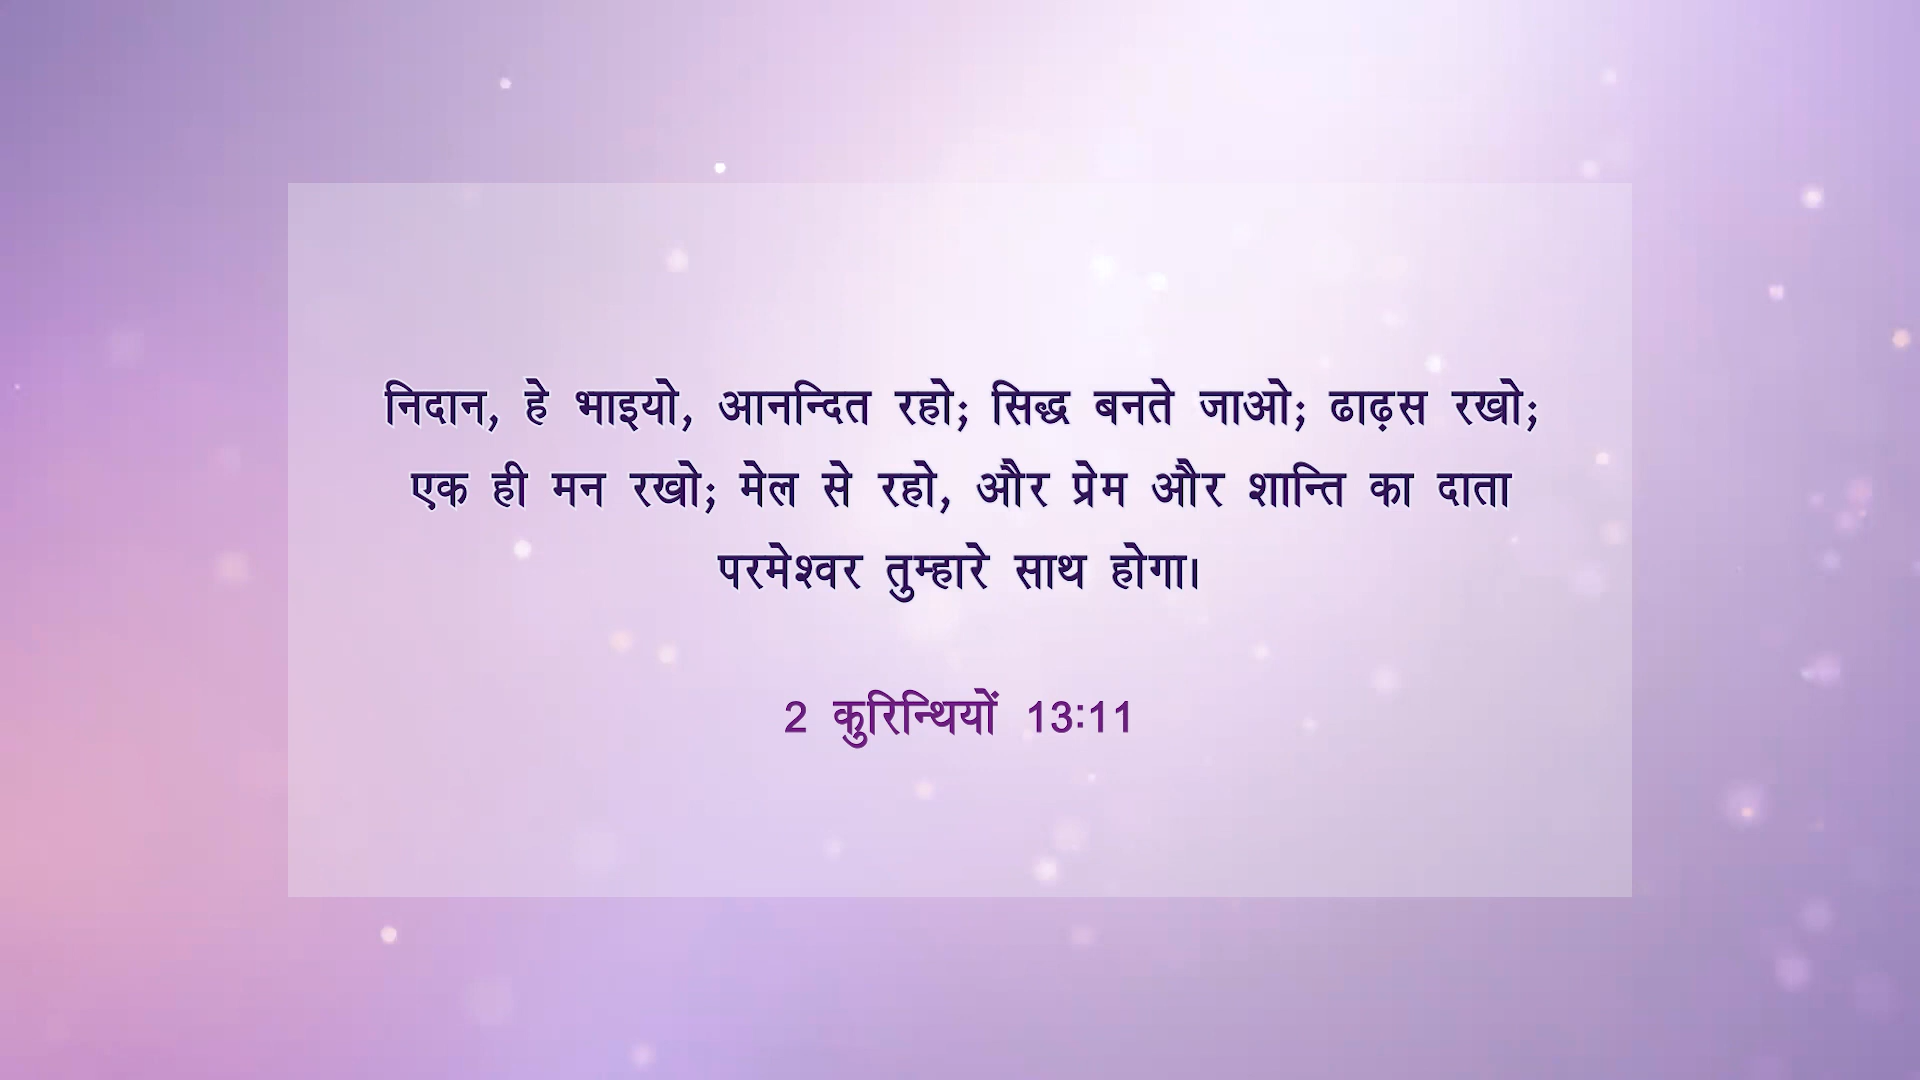 निदान, हे भाइयो, आनन्दित रहो; सिद्ध बनते जाओ; ढाढ़स रखो;
एक ही मन रखो; मेल से रहो, और प्रेम और शान्ति का दाता
परमेश्वर तुम्हारे साथ होगा।
2 कुरिन्थियों 13:11